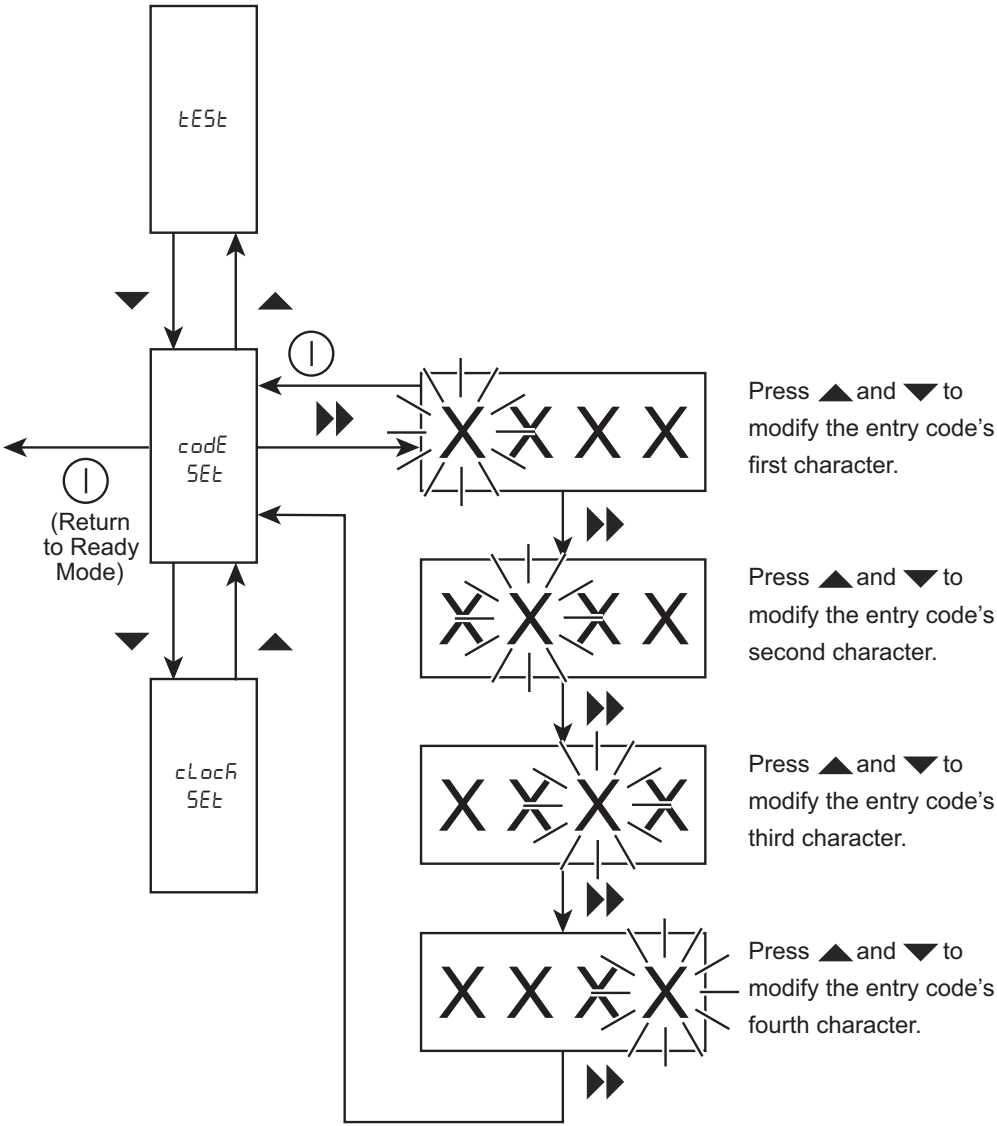 tESt
codE
SEt
(Return
to Ready
Mode)
X X X X
Press ▲ and ▼ to
modify the entry code's
first character.
X X X X
Press ▲ and ▼ to
modify the entry code's
second character.
cLocK
SEt
X X X X
Press ▲ and ▼ to
modify the entry code's
third character.
X X X X
Press ▲ and ▼ to
modify the entry code's
fourth character.